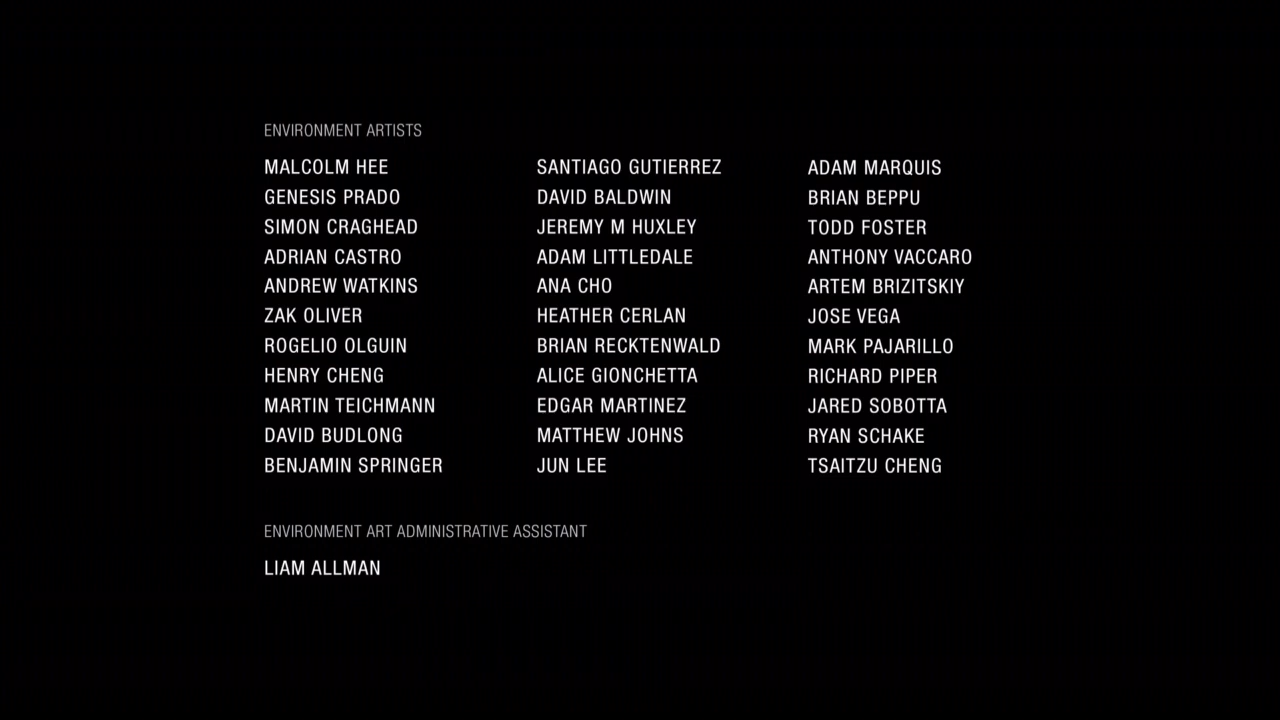 ENVIRONMENT ARTISTS
MALCOLM HEE SANTIAGO GUTIERREZ ADAM MARQUIS
GENESIS PRADO DAVID BALDWIN BRIAN BEPPU
SIMON CRAGHEAD JEREMY M HUXLEY TODD FOSTER
ADRIAN CASTRO ADAM LITTLEDALE ANTHONY VACCARO
ANDREW WATKINS ANA CHO ARTEM BRIZITSKIY
ZAK OLIVER HEATHER CERLAN JOSE VEGA
ROGELIO OLGUIN BRIAN RECKTENWALD MARK PAJARILLO
HENRY CHENG ALICE GIONCHETTA RICHARD PIPER
MARTIN TEICHMANN EDGAR MARTINEZ JARED SOBOTTA
DAVID BUDLONG MATTHEW JOHNS RYAN SCHAKE
BENJAMIN SPRINGER JUN LEE TSAITZU CHENG
ENVIRONMENT ART ADMINISTRATIVE ASSISTANT
LIAM ALLMAN